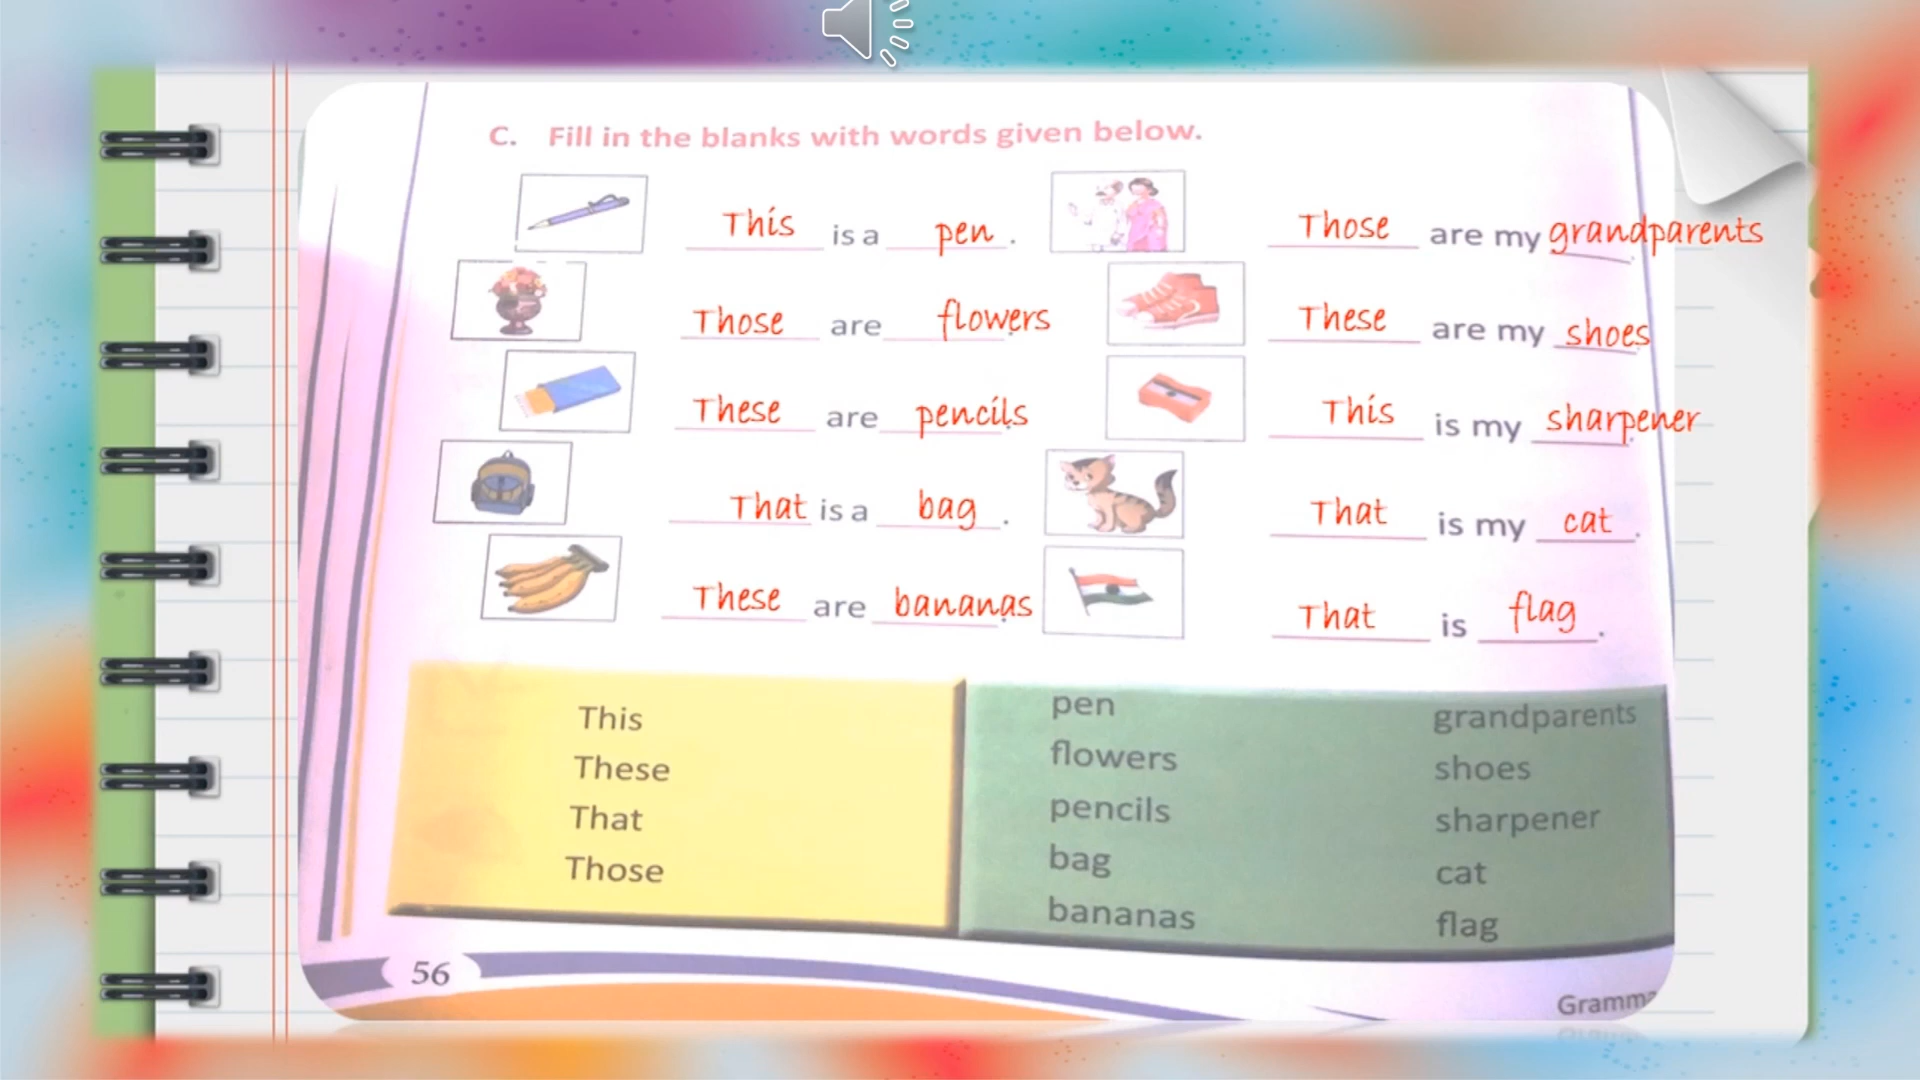 C. Fill in the blanks with words given below.
This is a pen .
Those are my grandparents.
Those are flowers.
These are my shoes.
These are pencils.
This is my sharpener.
That is a bag .
That is my cat .
These are bananas.
That is flag .
This
These
That
Those
pen
flowers
pencils
bag
bananas
grandparents
shoes
sharpener
cat
flag
56